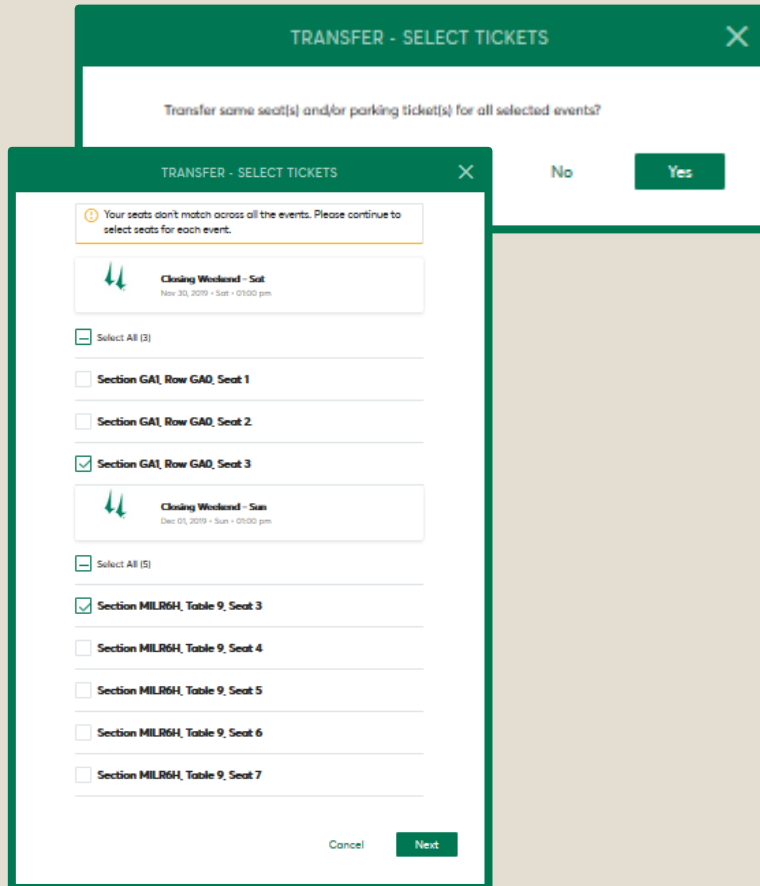 TRANSFER - SELECT TICKETS
Transfer same seat(s) and/or parking ticket(s) for all selected events?
No
Yes
TRANSFER - SELECT TICKETS
Your seats don't match across all the events. Please continue to
select seats for each event.
Closing Weekend - Sat
Nov 30, 2019 • Sat • 01:00 pm
Select All (3)
Section GA1, Row GA0, Seat 1
Section GA1, Row GA0, Seat 2
Section GA1, Row GA0, Seat 3
Closing Weekend - Sun
Dec 01, 2019 • Sun • 01:00 pm
Select All (5)
Section MILR6H, Table 9, Seat 3
Section MILR6H, Table 9, Seat 4
Section MILR6H, Table 9, Seat 5
Section MILR6H, Table 9, Seat 6
Section MILR6H, Table 9, Seat 7
Cancel
Next